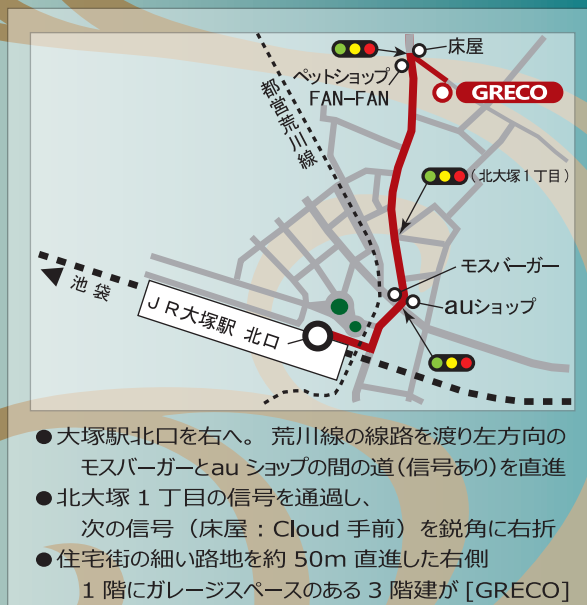 床屋
ペットショップ
FAN-FAN
GRECO
都営荒川線
(北大塚1丁目)
モスバーガー
auショップ
池袋
JR大塚駅 北口
●大塚駅北口を右へ。 荒川線の線路を渡り左方向の
モスバーガーとau ショップの間の道(信号あり)を直進
●北大塚 1 丁目の信号を通過し、
次の信号 (床屋:Cloud 手前) を鋭角に右折
●住宅街の細い路地を約 50m 直進した右側
1 階にガレージスペースのある 3 階建が [GRECO]